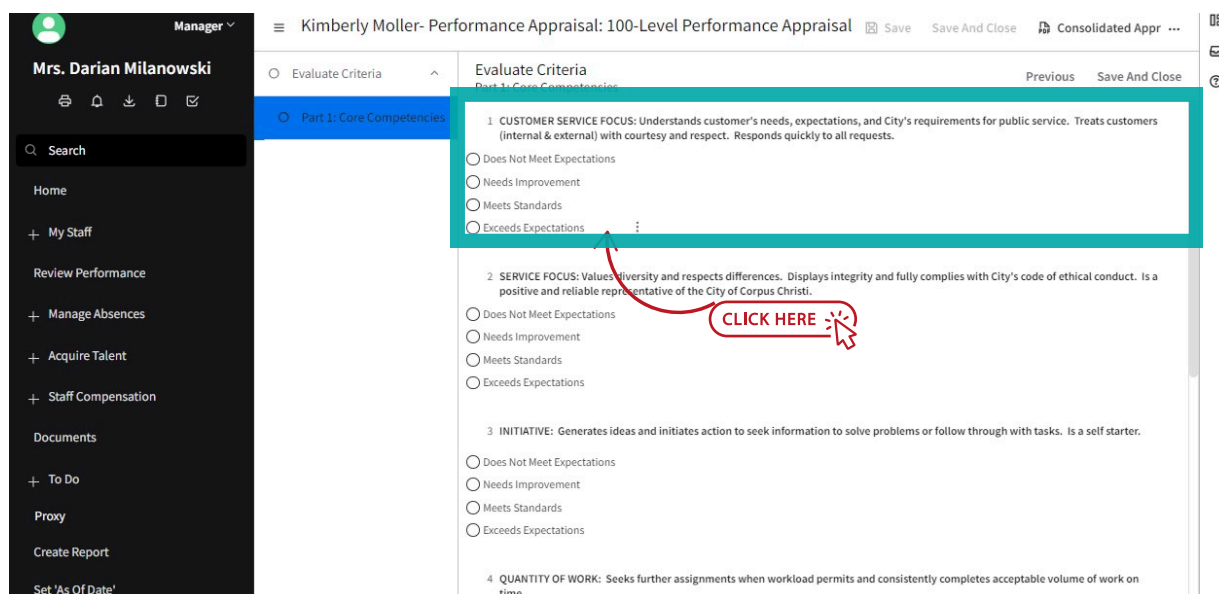 Manager
Mrs. Darian Milanowski
Search
Home
+ My Staff
Review Performance
+ Manage Absences
+ Acquire Talent
+ Staff Compensation
Documents
+ To Do
Proxy
Create Report
Set 'As Of Date'
Kimberly Moller- Performance Appraisal: 100-Level Performance Appraisal
Save
Save And Close
Consolidated Appr ...
Evaluate Criteria
Part 1: Core Competencies
Evaluate Criteria
Part 1: Core Competencies
Previous
Save And Close
1 CUSTOMER SERVICE FOCUS: Understands customer's needs, expectations, and City's requirements for public service. Treats customers
(internal & external) with courtesy and respect. Responds quickly to all requests.
Does Not Meet Expectations
Needs Improvement
Meets Standards
Exceeds Expectations
2 SERVICE FOCUS: Values diversity and respects differences. Displays integrity and fully complies with City's code of ethical conduct. Is a
positive and reliable representative of the City of Corpus Christi.
Does Not Meet Expectations
CLICK HERE
Needs Improvement
Meets Standards
Exceeds Expectations
3 INITIATIVE: Generates ideas and initiates action to seek information to solve problems or follow through with tasks. Is a self starter.
Does Not Meet Expectations
Needs Improvement
Meets Standards
Exceeds Expectations
4 QUANTITY OF WORK: Seeks further assignments when workload permits and consistently completes acceptable volume of work on
time.